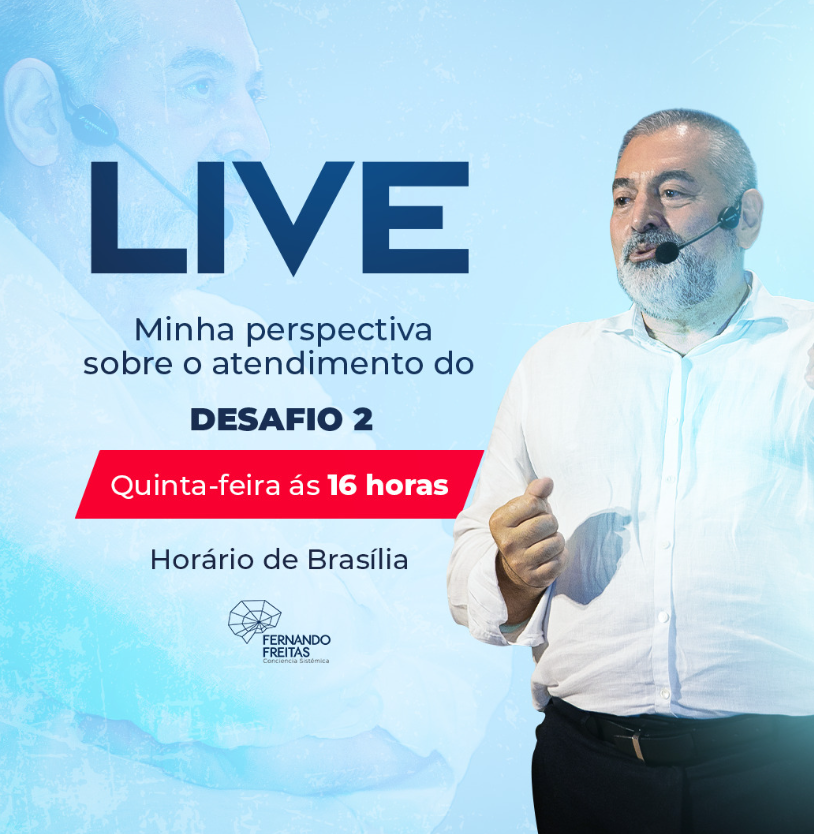 LIVE
Minha perspectiva
sobre o atendimento do
DESAFIO 2
Quinta-feira ás 16 horas
Horário de Brasília
FERNANDO
FREITAS
Conciencia Sistêmica